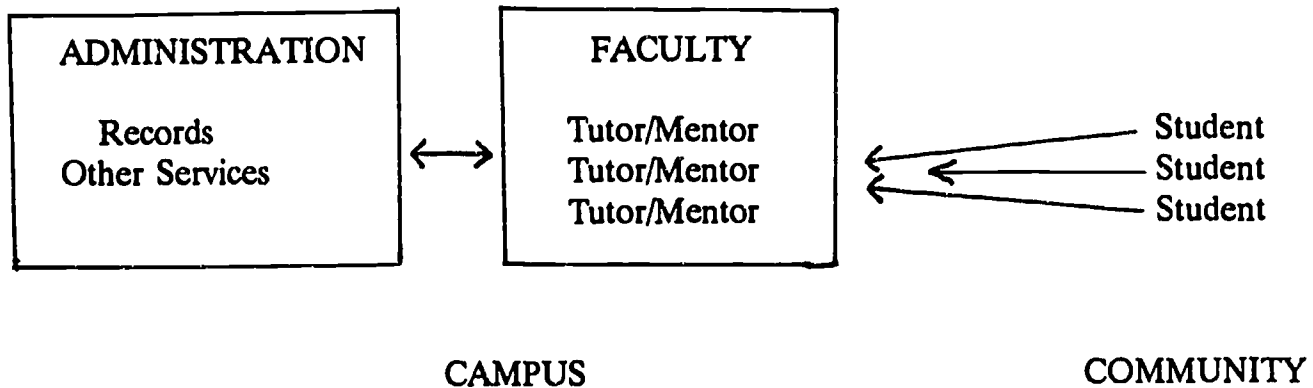 ADMINISTRATION
Records
Other Services
FACULTY
Tutor/Mentor
Tutor/Mentor
Tutor/Mentor
Student
Student
Student
CAMPUS
COMMUNITY